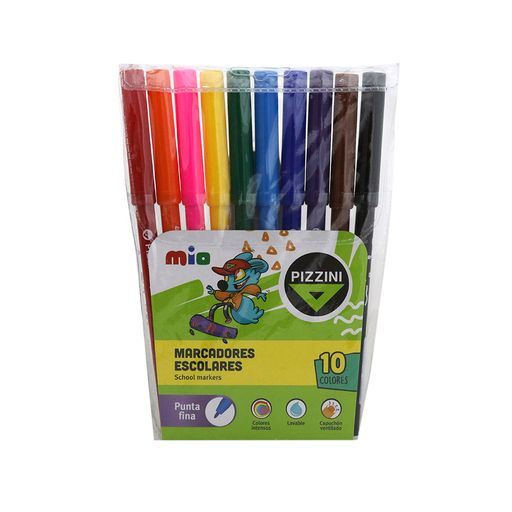 mio
PIZZINI
MARCADORES
ESCOLARES
School markers
10
COLORES
Punta
fina
Colores
intensos
Lavable
Capuchón
ventilado